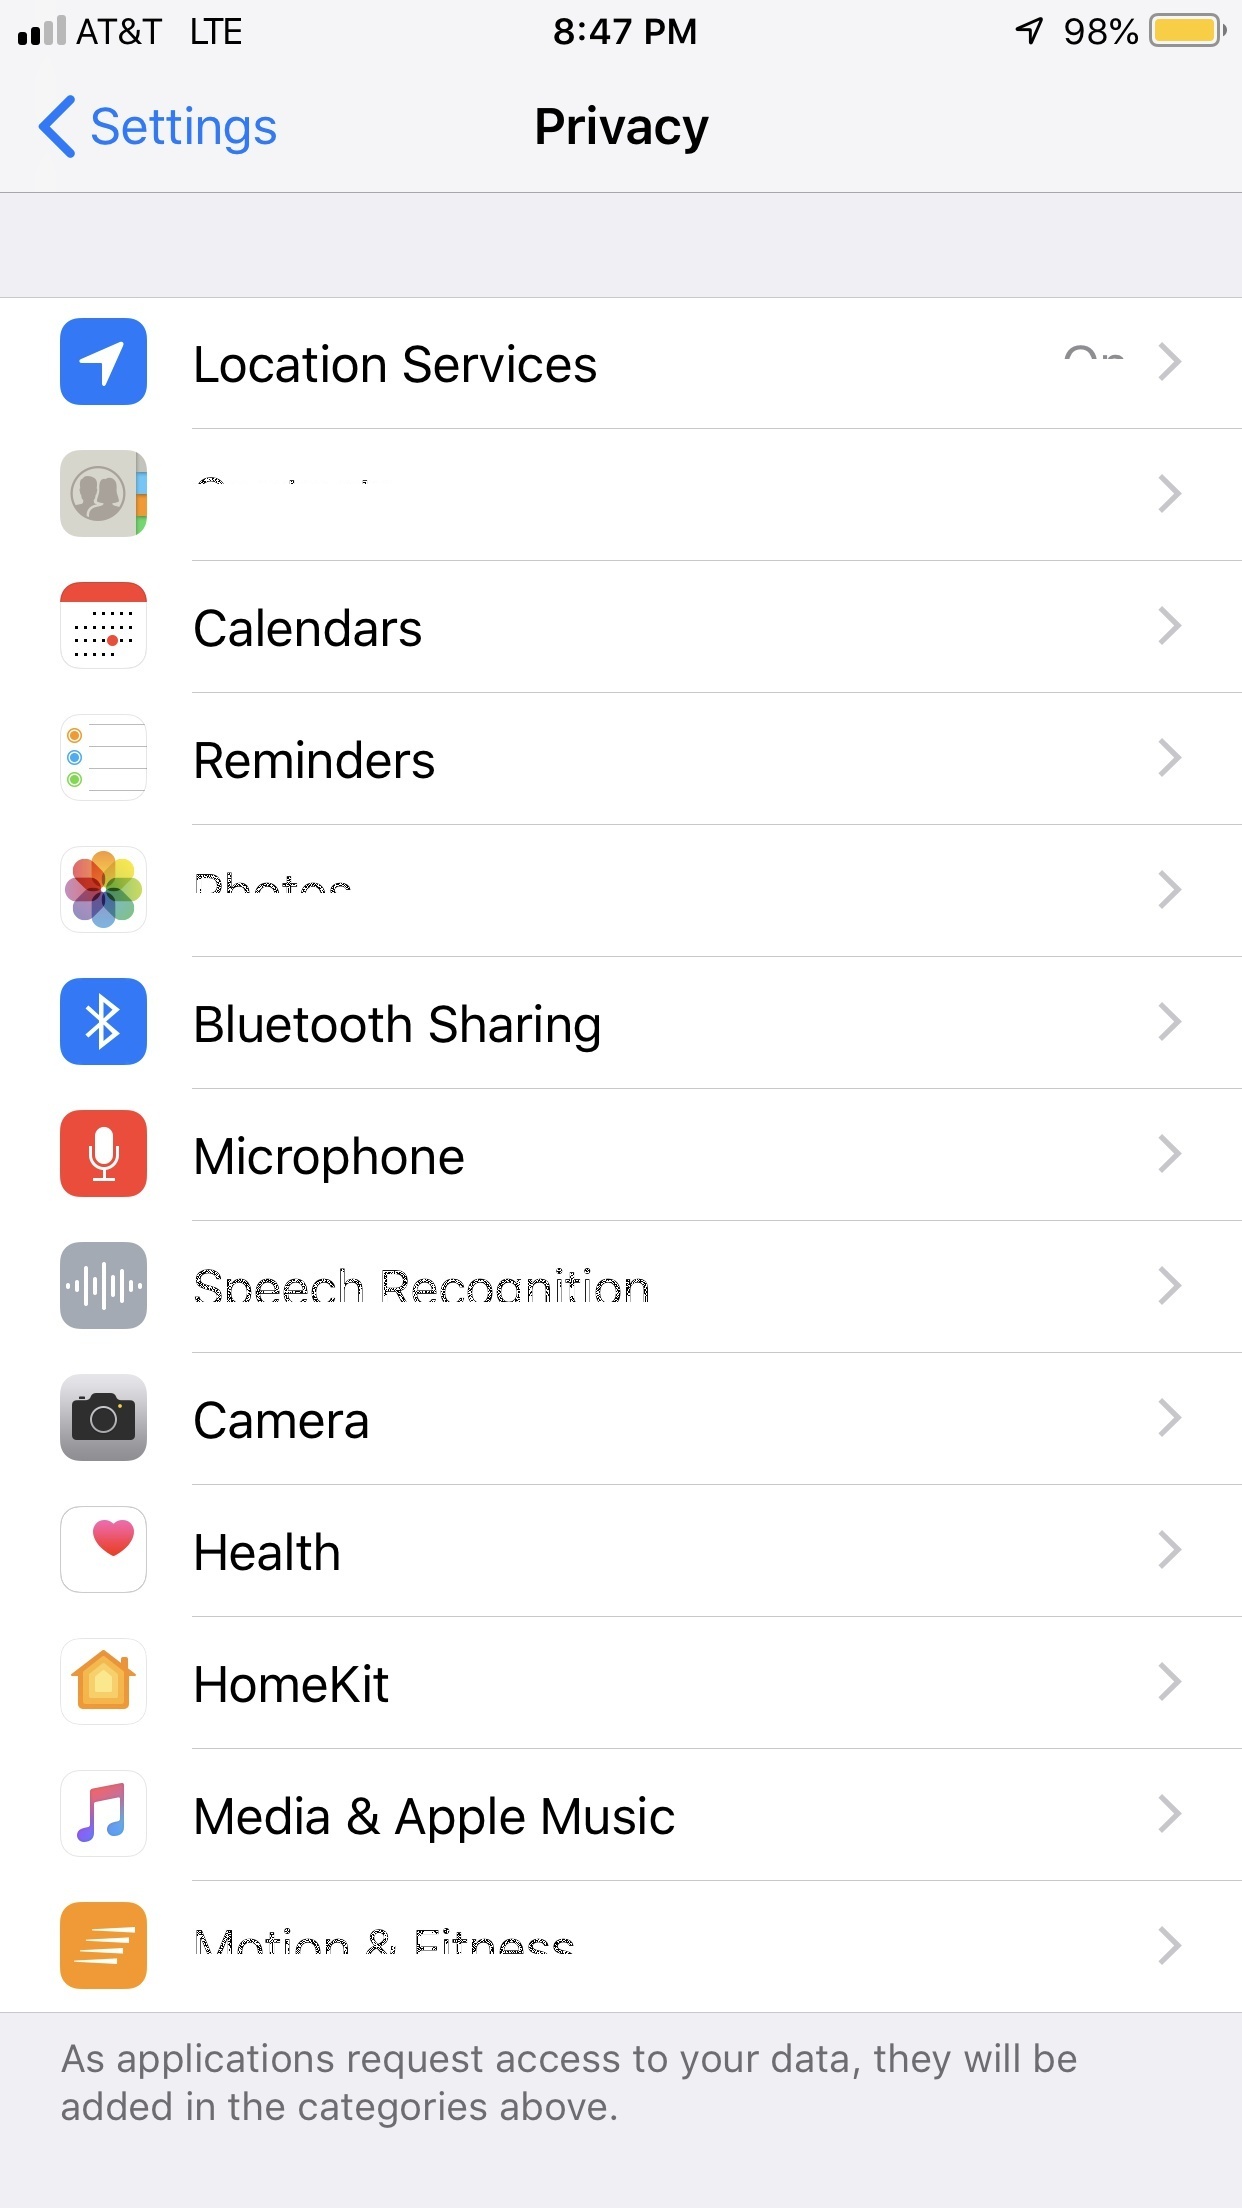 AT&T LTE 8:47 PM 98%
Settings Privacy
Location Services On
Calendars
Reminders
Photos
Bluetooth Sharing
Microphone
Speech Recognition
Camera
Health
HomeKit
Media & Apple Music
Motion & Fitness
As applications request access to your data, they will be
added in the categories above.